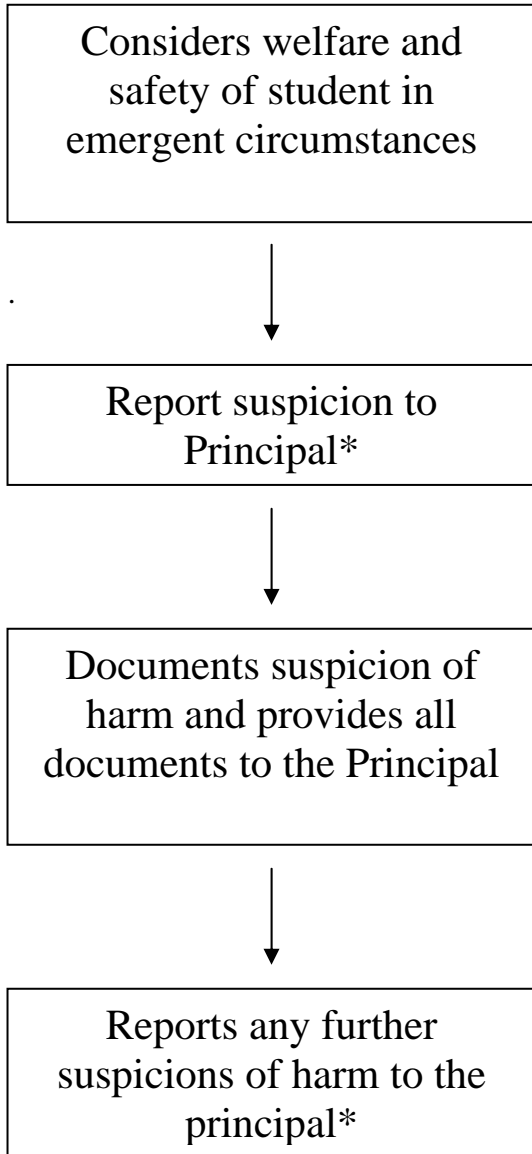 Considers welfare and
safety of student in
emergent circumstances
.
Report suspicion to
Principal*
Documents suspicion of
harm and provides all
documents to the Principal
Reports any further
suspicions of harm to the
principal*